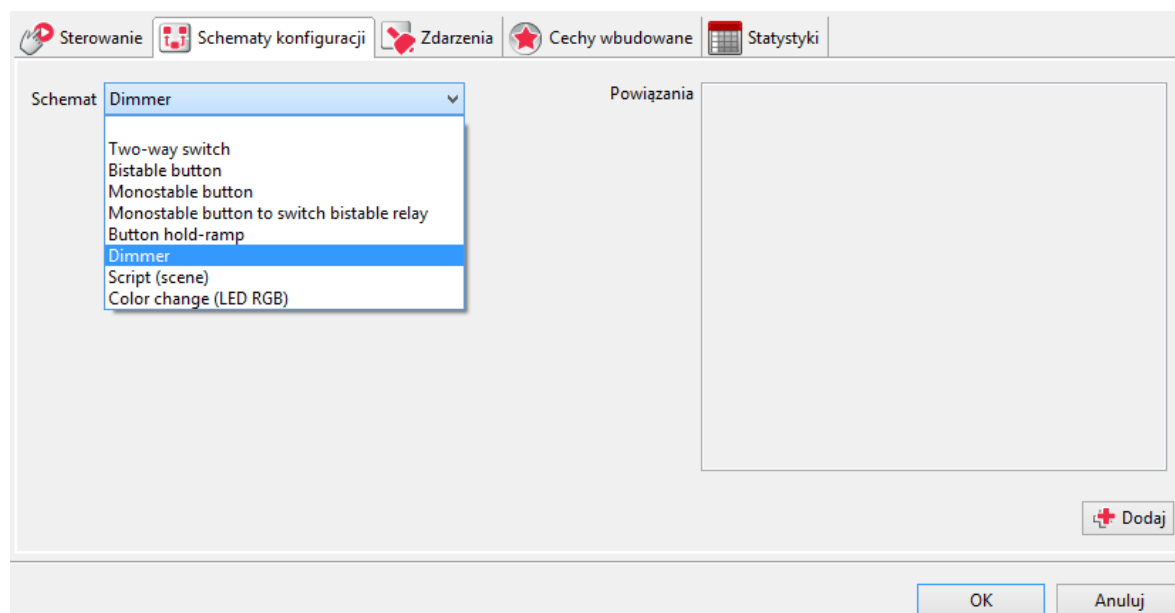 Sterowanie Schematy konfiguracji Zdarzenia Cechy wbudowane Statystyki
Schemat Dimmer Powiązania
Two-way switch
Bistable button
Monostable button
Monostable button to switch bistable relay
Button hold-ramp
Dimmer
Script (scene)
Color change (LED RGB)
Dodaj
OK Anuluj